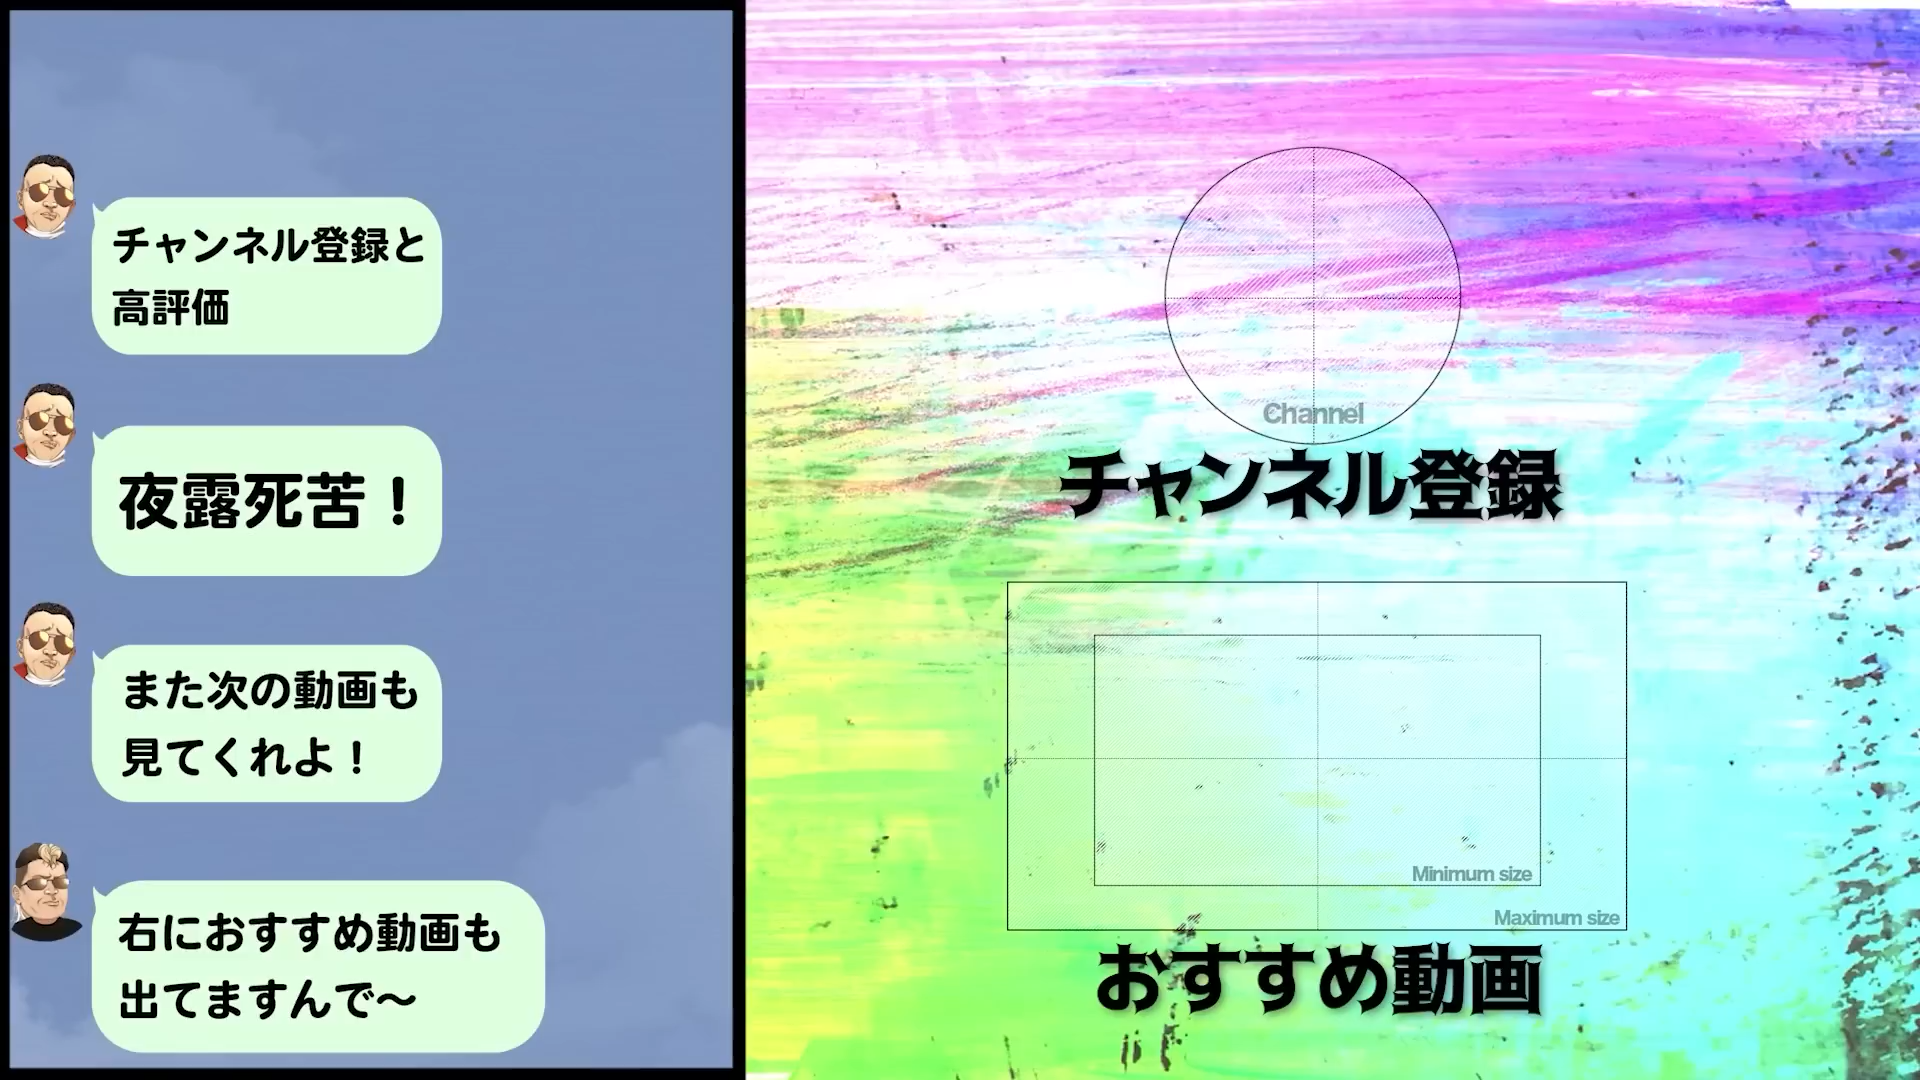 チャンネル登録と
高評価
夜露死苦！
また次の動画も
見てくれよ！
右におすすめ動画も
出てますんで〜
Channel
チャンネル登録
Minimum size
Maximum size
おすすめ動画